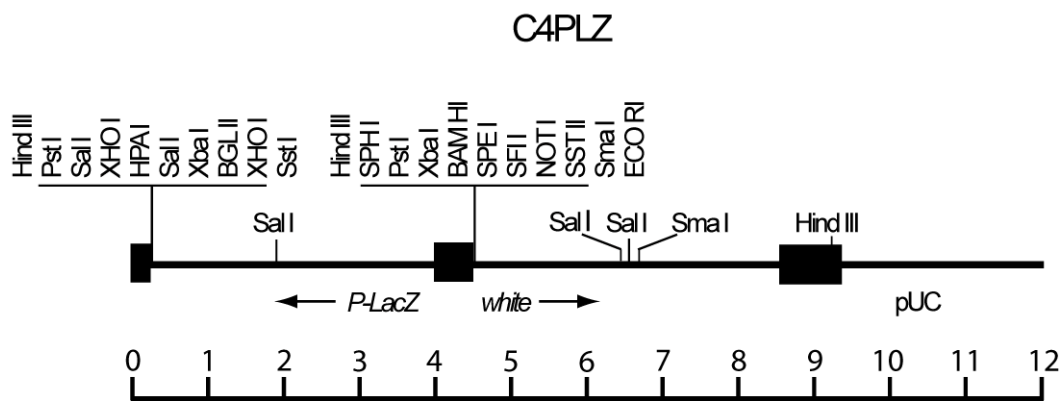 C4PLZ
Hind III
Pst I
Sal I
XHO I
HPA I
Sal I
Xba I
BGL II
XHO I
Sst I
Hind III
SPH I
Pst I
Xba I
BAM HI
SPE I
SFI I
NOT I
SST II
Sma I
ECO RI
Sal I
Sal I
Sal I
Sma I
Hind III
P-LacZ
white
pUC
0 1 2 3 4 5 6 7 8 9 10 11 12